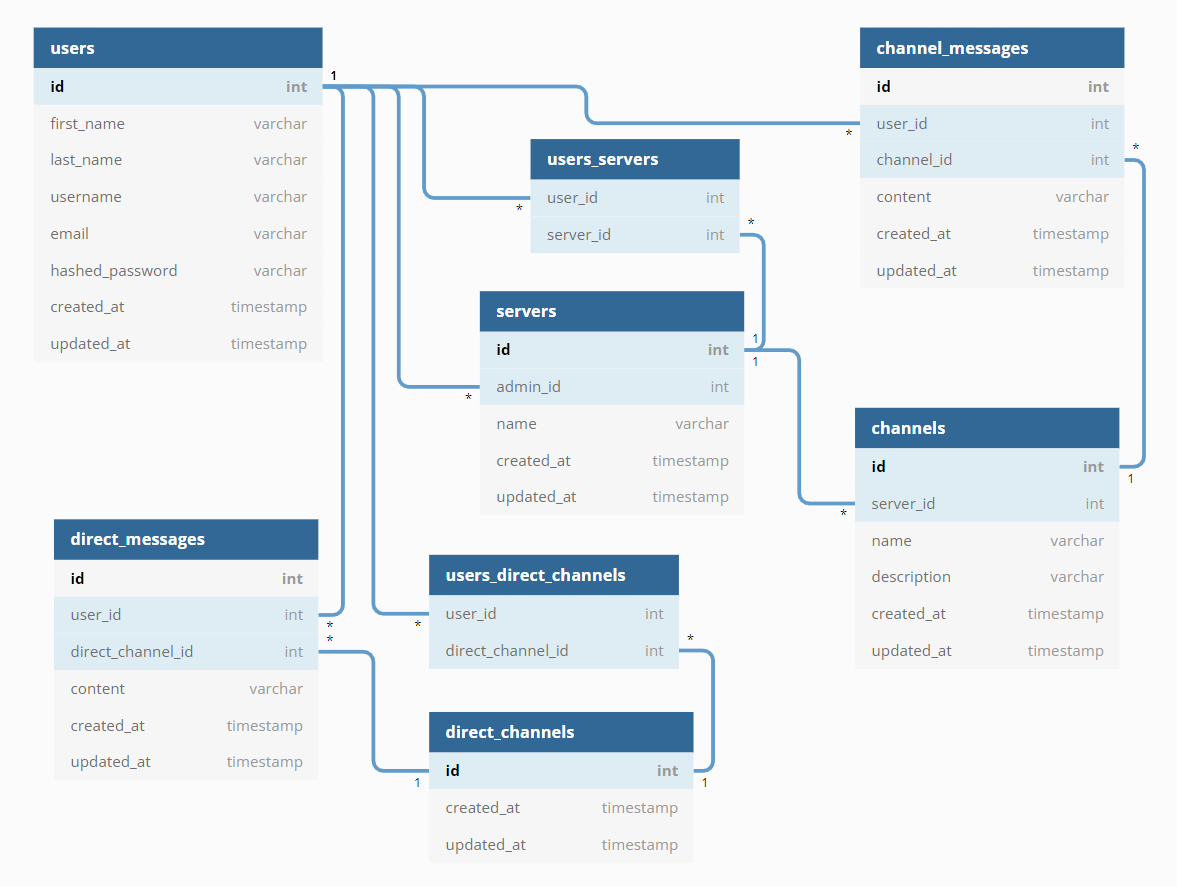 users
id int
first_name varchar
last_name varchar
username varchar
email varchar
hashed_password varchar
created_at timestamp
updated_at timestamp
1
channel_messages
id int
user_id int
channel_id int
content varchar
created_at timestamp
updated_at timestamp
*
*
users_servers
user_id int
server_id int
*
*
servers
id int
admin_id int
name varchar
created_at timestamp
updated_at timestamp
1
1
*
channels
id int
server_id int
name varchar
description varchar
created_at timestamp
updated_at timestamp
1
*
direct_messages
id int
user_id int
direct_channel_id int
content varchar
created_at timestamp
updated_at timestamp
*
*
users_direct_channels
user_id int
direct_channel_id int
*
*
direct_channels
id int
created_at timestamp
updated_at timestamp
1
1